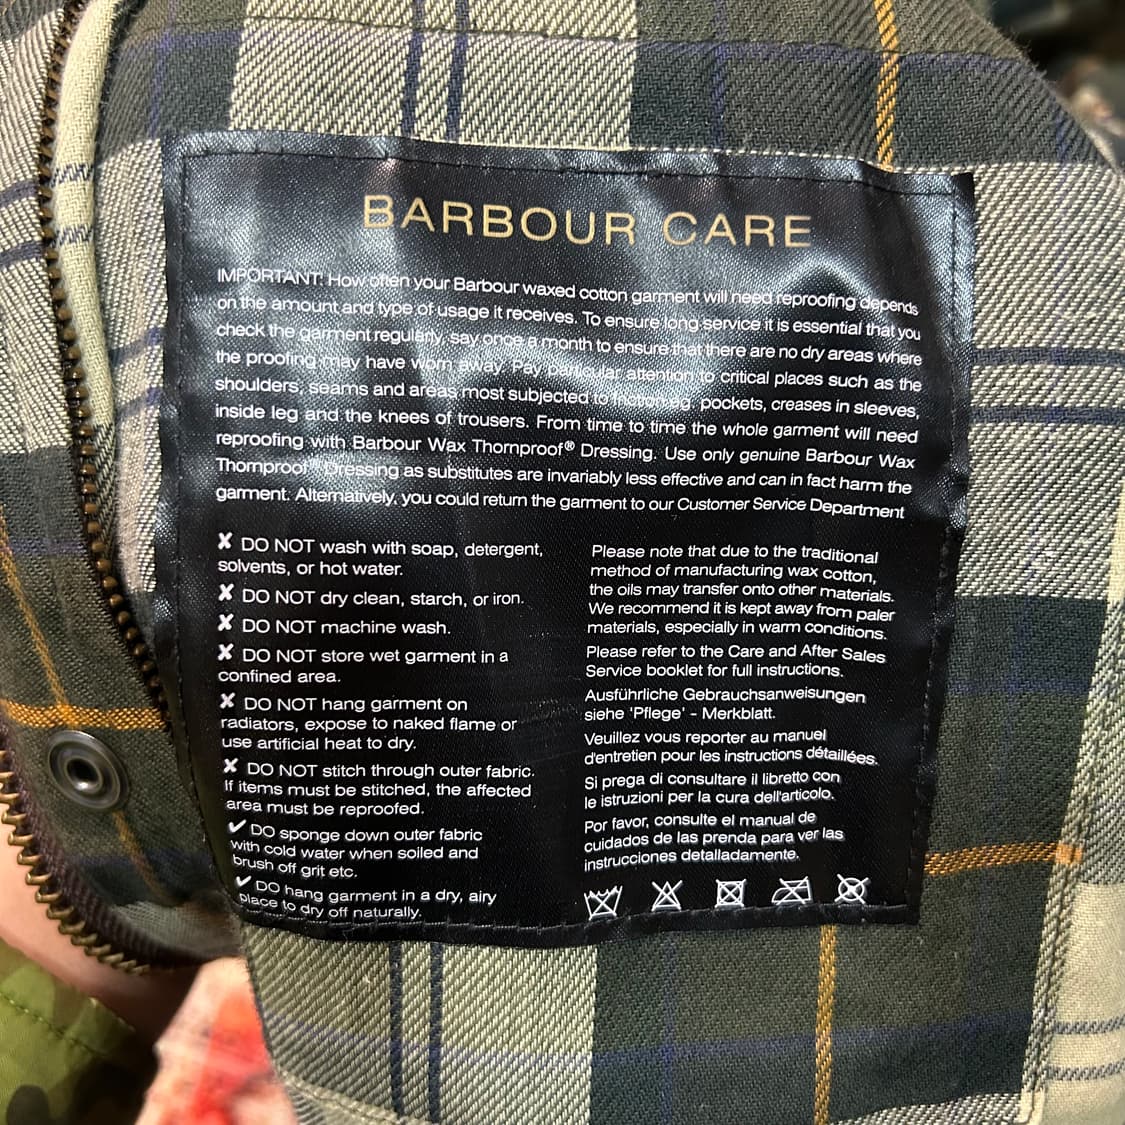 BARBOUR CARE
IMPORTANT: How often your Barbour waxed cotton garment will need reproofing depends
on the amount and type of usage it receives. To ensure long service it is essential that you
check the garment regularly, say once a month to ensure that there are no dry areas where
the proofing may have worn away. Pay particular attention to critical places such as the
shoulders, seams and areas most subjected to friction eg. pockets, creases in sleeves,
inside leg and the knees of trousers. From time to time the whole garment will need
reproofing with Barbour Wax Thornproof® Dressing. Use only genuine Barbour Wax
Thornproof® Dressing as substitutes are invariably less effective and can in fact harm the
garment. Alternatively, you could return the garment to our Customer Service Department
✘ DO NOT wash with soap, detergent,
solvents, or hot water.
✘ DO NOT dry clean, starch, or iron.
✘ DO NOT machine wash.
✘ DO NOT store wet garment in a
confined area.
✘ DO NOT hang garment on
radiators, expose to naked flame or
use artificial heat to dry.
✘ DO NOT stitch through outer fabric.
If items must be stitched, the affected
area must be reproofed.
✔ DO sponge down outer fabric
with cold water when soiled and
brush off grit etc.
✔ DO hang garment in a dry, airy
place to dry off naturally.
Please note that due to the traditional
method of manufacturing wax cotton,
the oils may transfer onto other materials.
We recommend it is kept away from paler
materials, especially in warm conditions.
Please refer to the Care and After Sales
Service booklet for full instructions.
Ausführliche Gebrauchsanweisungen
siehe 'Pflege' - Merkblatt.
Veuillez vous reporter au manuel
d'entretien pour les instructions détaillées.
Si prega di consultare il libretto con
le istruzioni per la cura dell'articolo.
Por favor, consulte el manual de
cuidados de las prenda para ver las
instrucciones detalladamente.